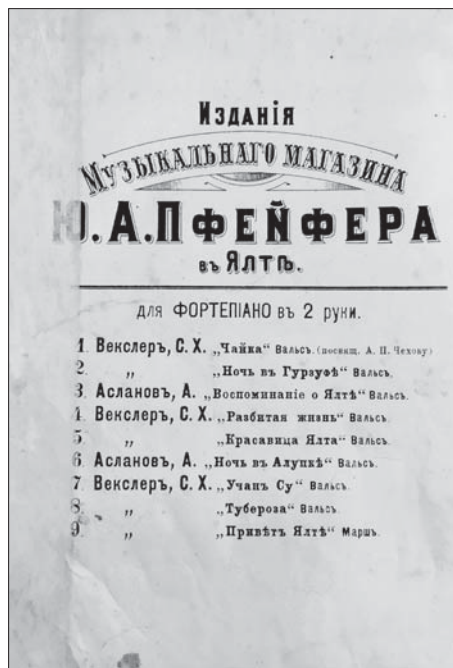 Изданія
Музыкальнаго магазина
Ю.А.Пфейфера
въ Ялтѣ.
для ФОРТЕПІАНО въ 2 руки.
1. Векслеръ, С. Х. „Чайка“ Вальсъ. (посвящ. А. П. Чехову)
2. „ „Ночь въ Гурзуфѣ“ Вальсъ.
3. Аслановъ, А. „Воспоминаніе о Ялтѣ“ Вальсъ.
4. Векслеръ, С. Х. „Разбитая жизнь“ Вальсъ.
5. „ „Красавица Ялта“ Вальсъ.
6. Аслановъ, А. „Ночь въ Алупкѣ“ Вальсъ.
7. Векслеръ, С. Х. „Учанъ Су“ Вальсъ.
8. „ „Тубероза“ Вальсъ.
9. „ „Привѣтъ Ялтѣ“ Маршъ.